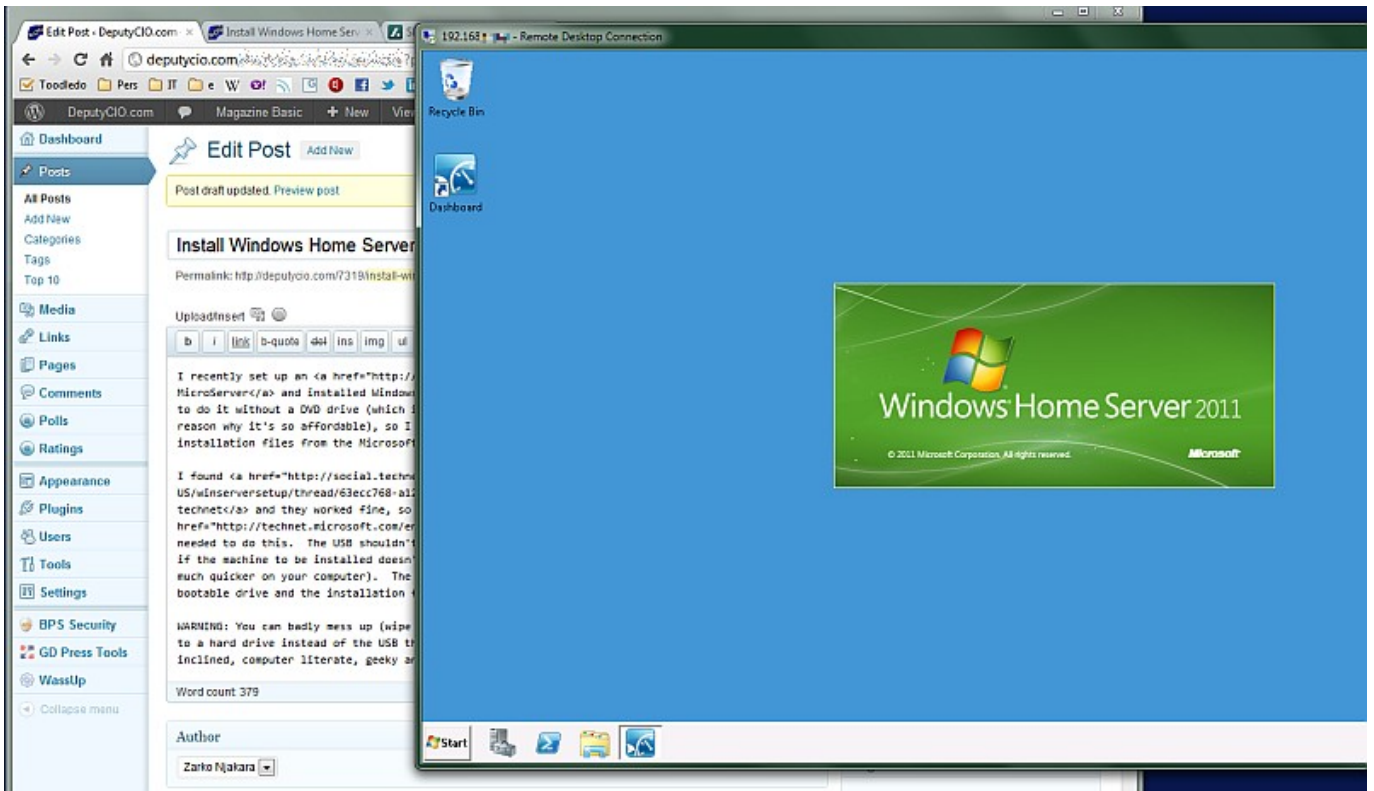 Edit Post ‹ DeputyCIO.com
Install Windows Home Serv
192.168
- Remote Desktop Connection
deputycio.com
Toodledo
Pers
IT
e
DeputyCIO.com
Magazine Basic
+ New
Dashboard
Edit Post
Add New
Posts
Post draft updated. Preview post
All Posts
Add New
Categories
Tags
Top 10
Install Windows Home Server
Permalink: http://deputycio.com/7319/install-wi
Media
Links
Pages
Comments
Polls
Ratings
Appearance
Plugins
Users
Tools
Settings
BPS Security
GD Press Tools
WassUp
Collapse menu
Upload/Insert
b
i
link
b-quote
del
ins
img
ul
I recently set up an <a href="http:/
MicroServer</a> and installed Window
to do it without a DVD drive (which
reason why it's so affordable), so I
installation files from the Microsoft
I found <a href="http://social.techn
US/winserversetup/thread/63ecc768-a12
technet</a> and they worked fine, so
href="http://technet.microsoft.com/en
needed to do this. The USB shouldn't
if the machine to be installed doesn'
much quicker on your computer). The
bootable drive and the installation
WARNING: You can badly mess up (wipe
to a hard drive instead of the USB th
inclined, computer literate, geeky
Word count: 379
Author
Zarko Njakara
Recycle Bin
Dashboard
Windows Home Server 2011
© 2011 Microsoft Corporation. All rights reserved.
Microsoft
Start